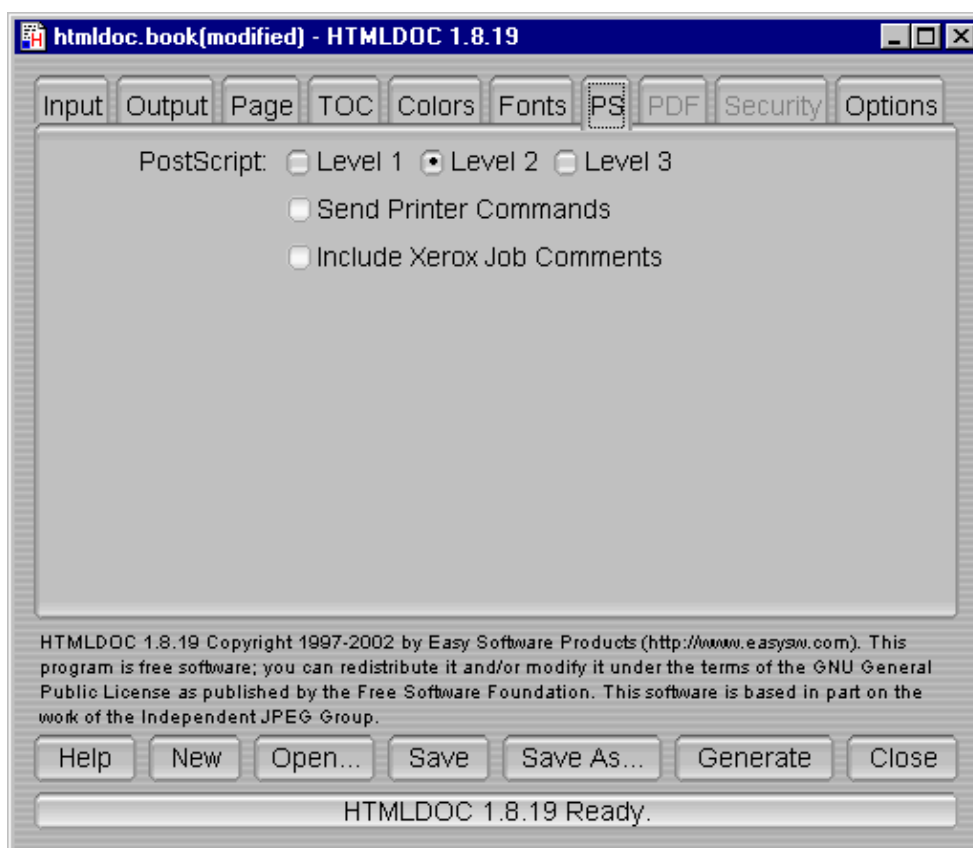 htmldoc.book(modified) - HTMLDOC 1.8.19
Input Output Page TOC Colors Fonts PS PDF Security Options
PostScript: Level 1 Level 2 Level 3
Send Printer Commands
Include Xerox Job Comments
HTMLDOC 1.8.19 Copyright 1997-2002 by Easy Software Products (http://www.easysw.com). This
program is free software; you can redistribute it and/or modify it under the terms of the GNU General
Public License as published by the Free Software Foundation. This software is based in part on the
work of the Independent JPEG Group.
Help New Open... Save Save As... Generate Close
HTMLDOC 1.8.19 Ready.